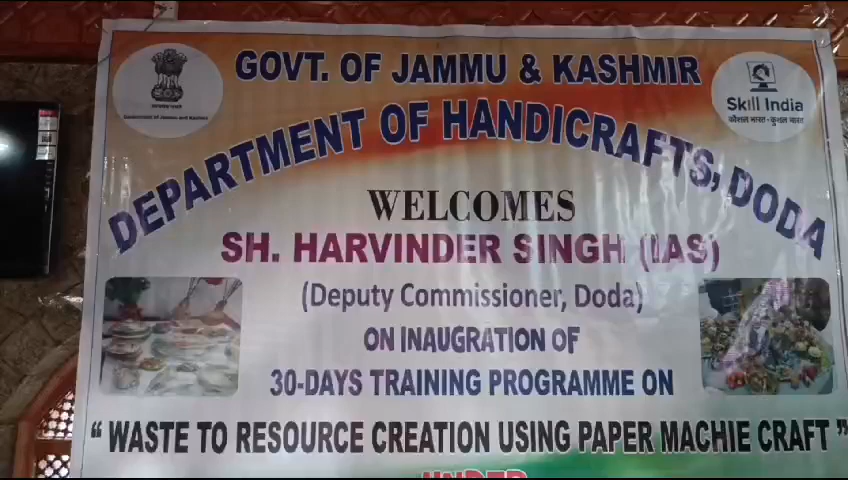 GOVT. OF JAMMU & KASHMIR
Skill India
कौशल भारत - कुशल भारत
DEPARTMENT OF HANDICRAFTS, DODA
WELCOMES
SH. HARVINDER SINGH (IAS)
(Deputy Commissioner, Doda)
ON INAUGRATION OF
30-DAYS TRAINING PROGRAMME ON
“ WASTE TO RESOURCE CREATION USING PAPER MACHIE CRAFT ”
UNDER